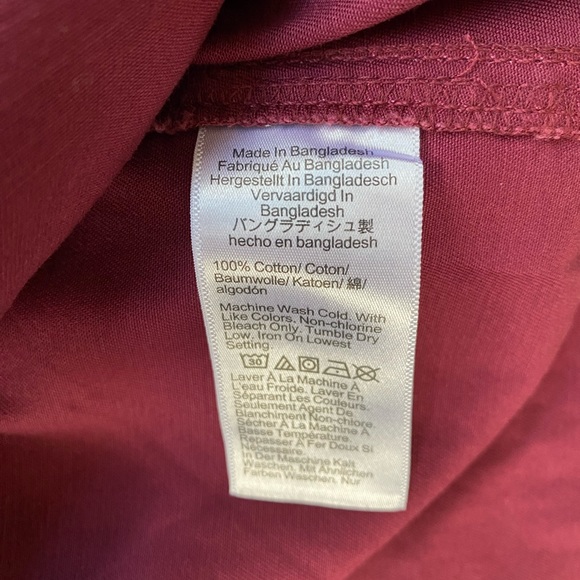 Made In Bangladesh
Fabriqué Au Bangladesh
Hergestellt In Bangladesch
Vervaardigd In
Bangladesh
バングラディシュ製
hecho en bangladesh
100% Cotton/ Coton/
Baumwolle/ Katoen/ 綿/
algodón
Machine Wash Cold. With
Like Colors. Non-chlorine
Bleach Only. Tumble Dry
Low. Iron On Lowest
Setting.
30
Laver À La Machine À
L'eau Froide. Laver En
Séparant Les Couleurs.
Seulement Agent De
Blanchiment Non-chlore.
Sécher À La Machine À
Basse Température.
Repasser À Fer Doux Si
Nécessaire.
In Der Maschine Kalt
Waschen, Mit Ähnlichen
Farben Waschen, Nur